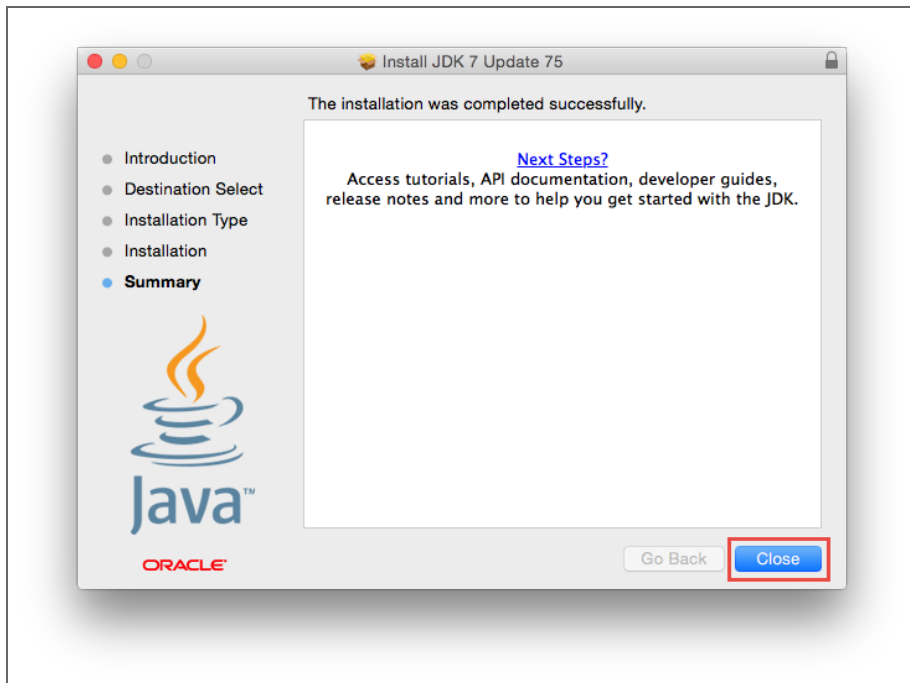 Install JDK 7 Update 75
The installation was completed successfully.
Introduction
Destination Select
Installation Type
Installation
Summary
Next Steps?
Access tutorials, API documentation, developer guides,
release notes and more to help you get started with the JDK.
Java™
ORACLE®
Go Back
Close